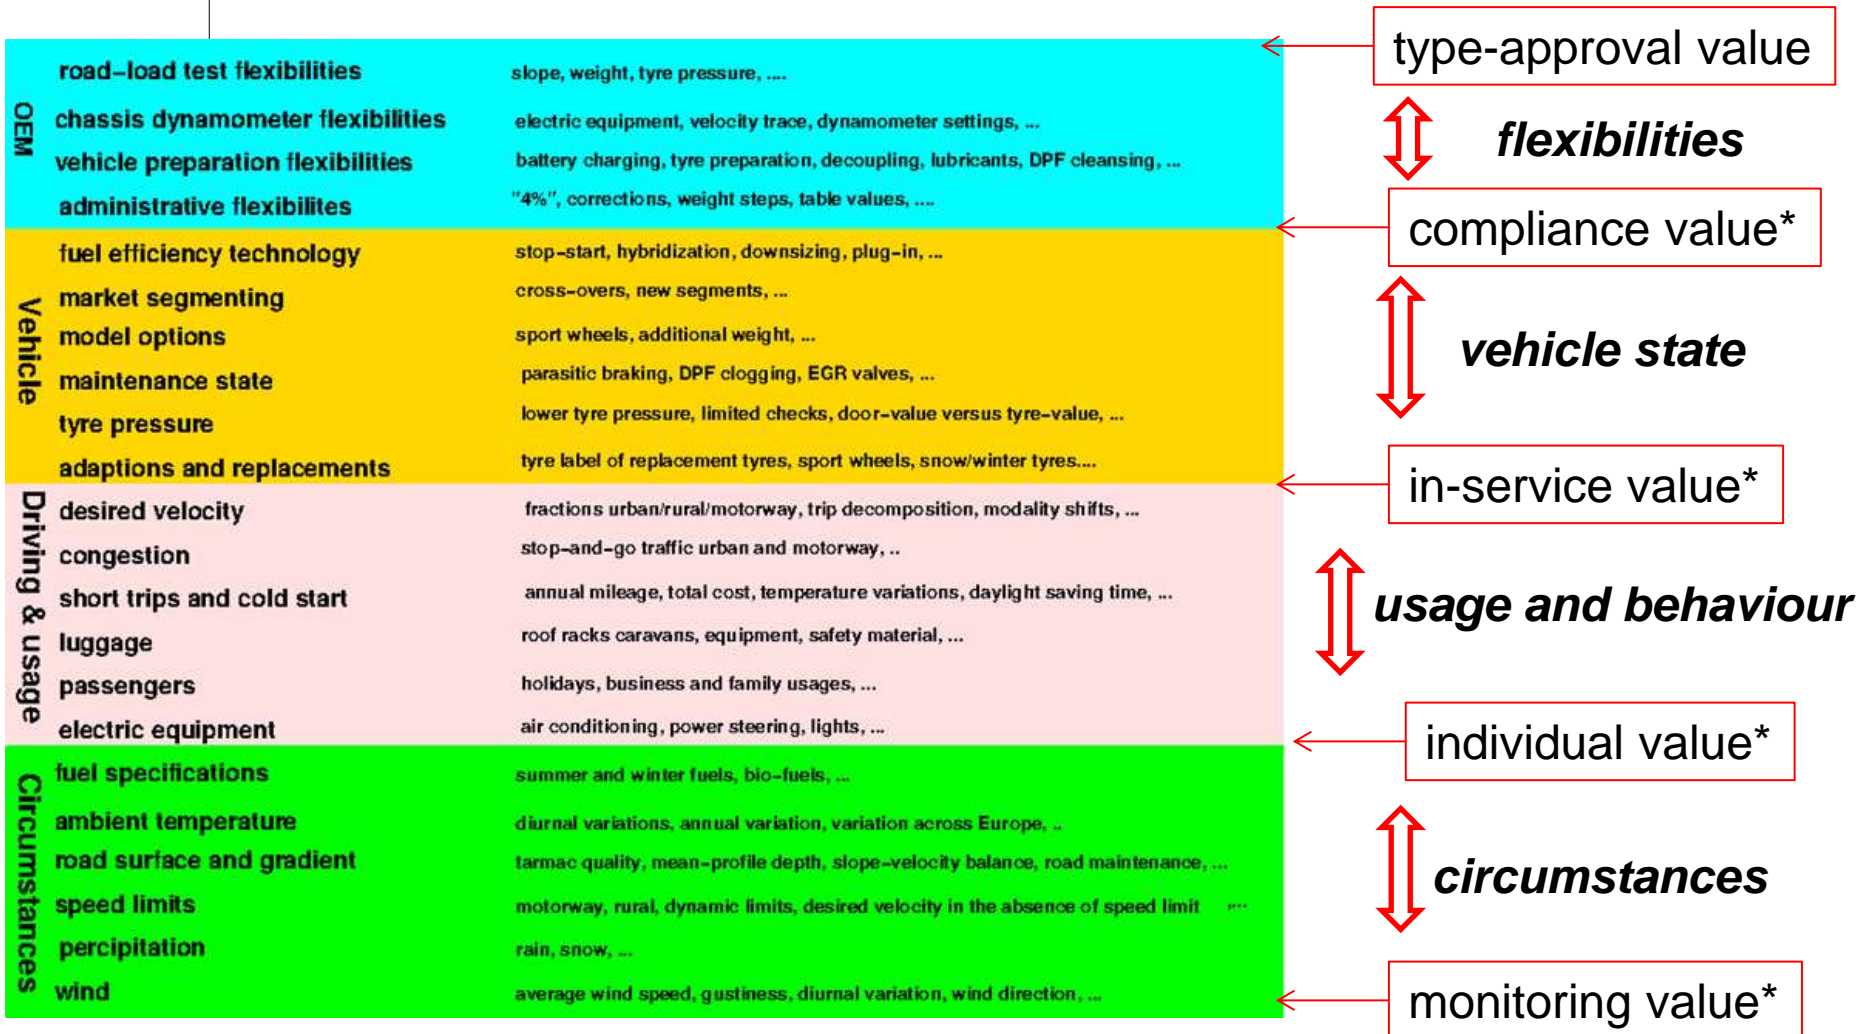 OEM
road-load test flexibilities slope, weight, tyre pressure, ....
chassis dynamometer flexibilities electric equipment, velocity trace, dynamometer settings, ...
vehicle preparation flexibilities battery charging, tyre preparation, decoupling, lubricants, DPF cleansing, ...
administrative flexibilites "4%", corrections, weight steps, table values, ....
Vehicle
fuel efficiency technology stop-start, hybridization, downsizing, plug-in, ...
market segmenting cross-overs, new segments, ...
model options sport wheels, additional weight, ...
maintenance state parasitic braking, DPF clogging, EGR valves, ...
tyre pressure lower tyre pressure, limited checks, door-value versus tyre-value, ...
adaptions and replacements tyre label of replacement tyres, sport wheels, snow/winter tyres....
Driving & usage
desired velocity fractions urban/rural/motorway, trip decomposition, modality shifts, ...
congestion stop-and-go traffic urban and motorway, ..
short trips and cold start annual mileage, total cost, temperature variations, daylight saving time, ...
luggage roof racks caravans, equipment, safety material, ...
passengers holidays, business and family usages, ...
electric equipment air conditioning, power steering, lights, ...
Circumstances
fuel specifications summer and winter fuels, bio-fuels, ...
ambient temperature diurnal variations, annual variation, variation across Europe, ..
road surface and gradient tarmac quality, mean-profile depth, slope-velocity balance, road maintenance, ...
speed limits motorway, rural, dynamic limits, desired velocity in the absence of speed limit ....
percipitation rain, snow, ...
wind average wind speed, gustiness, diurnal variation, wind direction, ...
type-approval value
flexibilities
compliance value*
vehicle state
in-service value*
usage and behaviour
individual value*
circumstances
monitoring value*